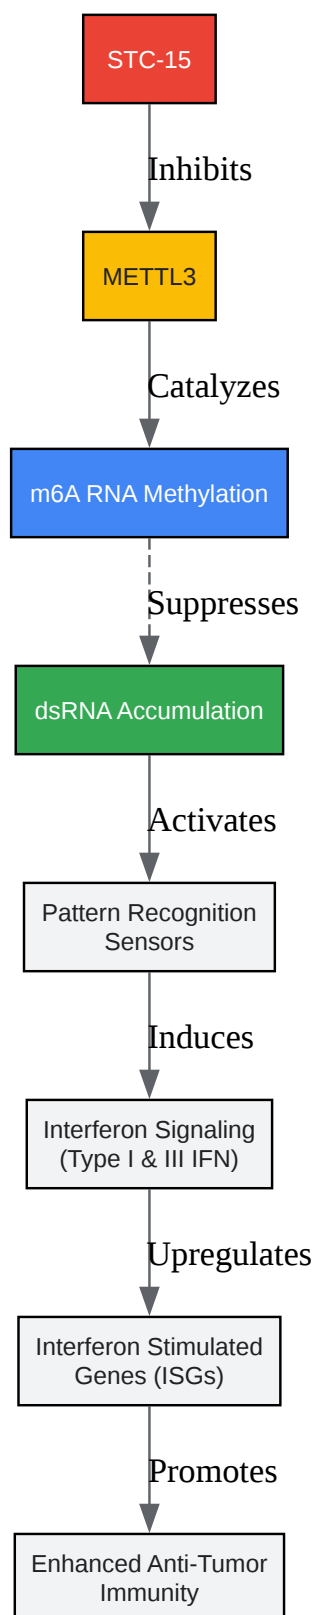 STC-15
Inhibits
METTL3
Catalyzes
m6A RNA Methylation
Suppresses
dsRNA Accumulation
Activates
Pattern Recognition
Sensors
Induces
Interferon Signaling
(Type I & III IFN)
Upregulates
Interferon Stimulated
Genes (ISGs)
Promotes
Enhanced Anti-Tumor
Immunity